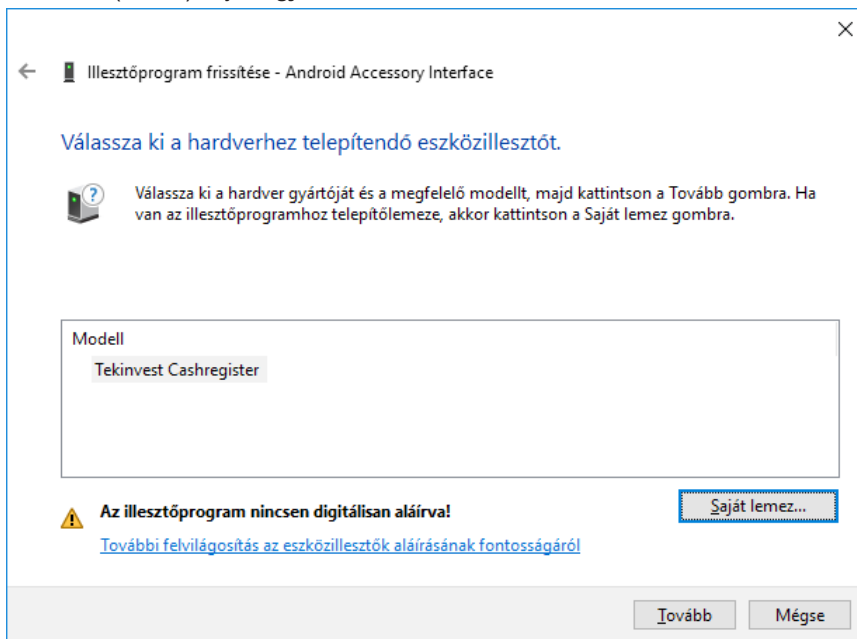 Illesztőprogram frissítése - Android Accessory Interface
Válassza ki a hardverhez telepítendő eszközillesztőt.
Válassza ki a hardver gyártóját és a megfelelő modellt, majd kattintson a Tovább gombra. Ha
van az illesztőprogramhoz telepítőlemeze, akkor kattintson a Saját lemez gombra.
Modell
Tekinvest Cashregister
Az illesztőprogram nincsen digitálisan aláírva!
Saját lemez...
További felvilágosítás az eszközillesztők aláírásának fontosságáról
Tovább
Mégse